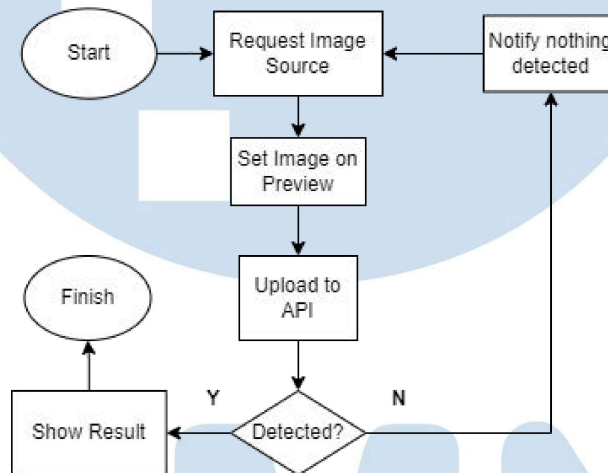 Start
Request Image
Source
Notify nothing
detected
Set Image on
Preview
Upload to
API
Finish
Y
N
Show Result
Detected?